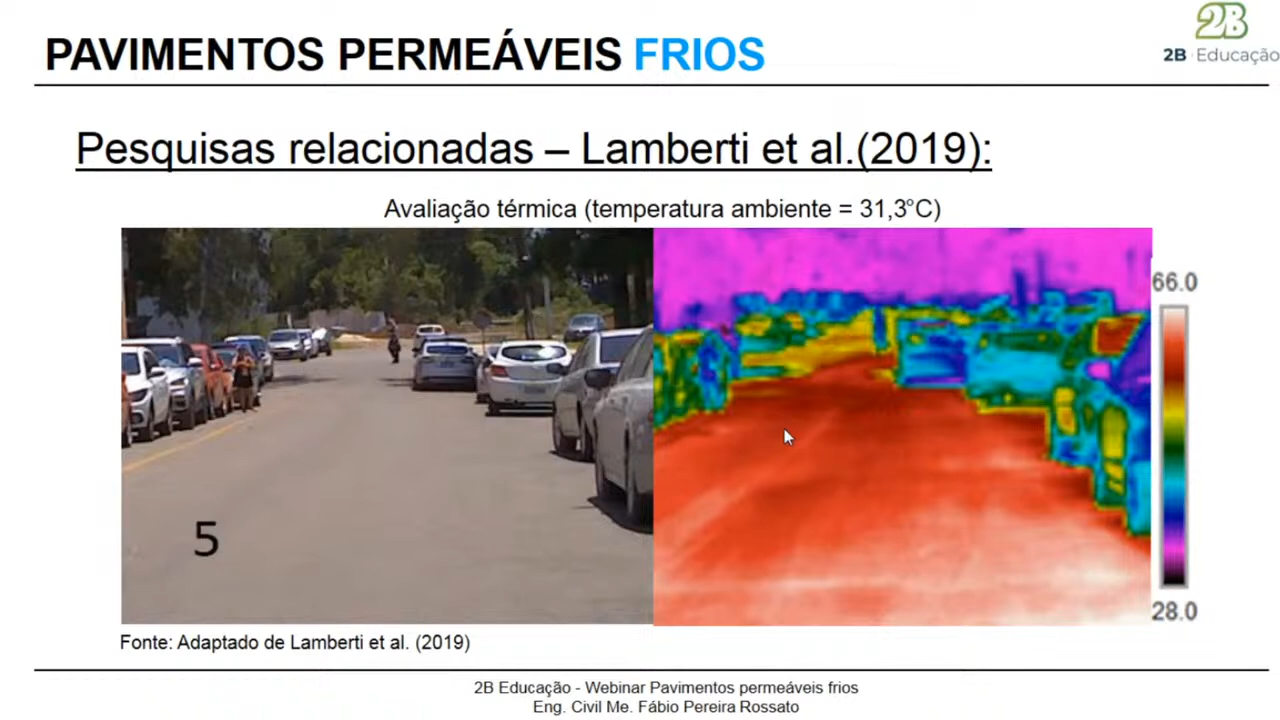 2B
2B Educação
PAVIMENTOS PERMEÁVEIS FRIOS
Pesquisas relacionadas – Lamberti et al.(2019):
Avaliação térmica (temperatura ambiente = 31,3°C)
66.0
5
28.0
Fonte: Adaptado de Lamberti et al. (2019)
2B Educação - Webinar Pavimentos permeáveis frios
Eng. Civil Me. Fábio Pereira Rossato